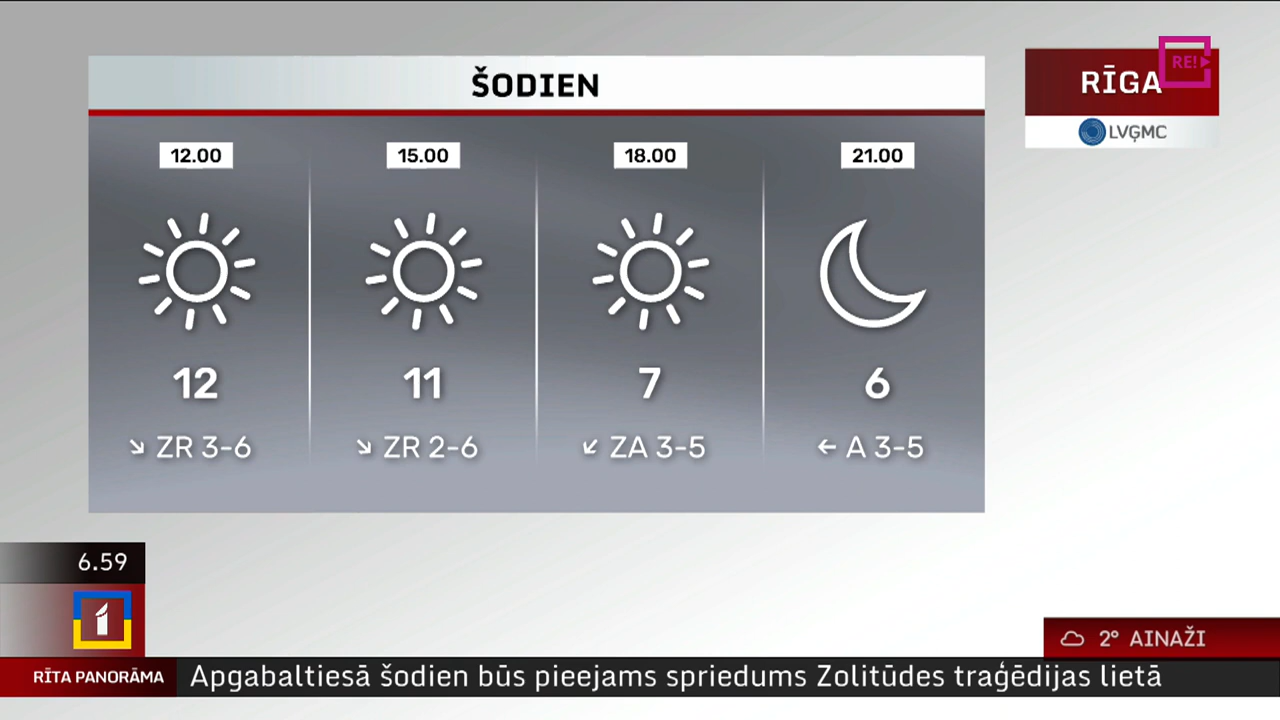 ŠODIEN
RĪGA
RE!
LVĢMC
12.00 15.00 18.00 21.00
12 11 7 6
↘ ZR 3-6 ↘ ZR 2-6 ↙ ZA 3-5 ← A 3-5
6.59
1
2° AINAŽI
RĪTA PANORĀMA Apgabaltiesā šodien būs pieejams spriedums Zolitūdes traģēdijas lietā